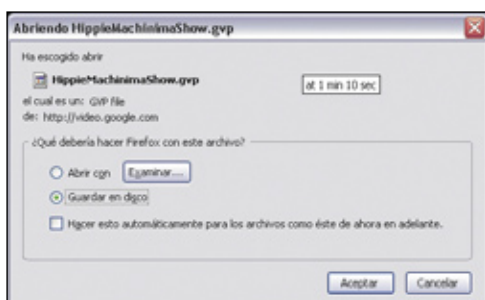 Abriendo HippieMachinimaShow.gvp
Ha escogido abrir
HippieMachinimaShow.gvp
at 1 min 10 sec
el cual es un: GVP file
de: http://video.google.com
¿Qué debería hacer Firefox con este archivo?
Abrir con Examinar...
Guardar en disco
Hacer esto automáticamente para los archivos como éste de ahora en adelante.
Aceptar Cancelar